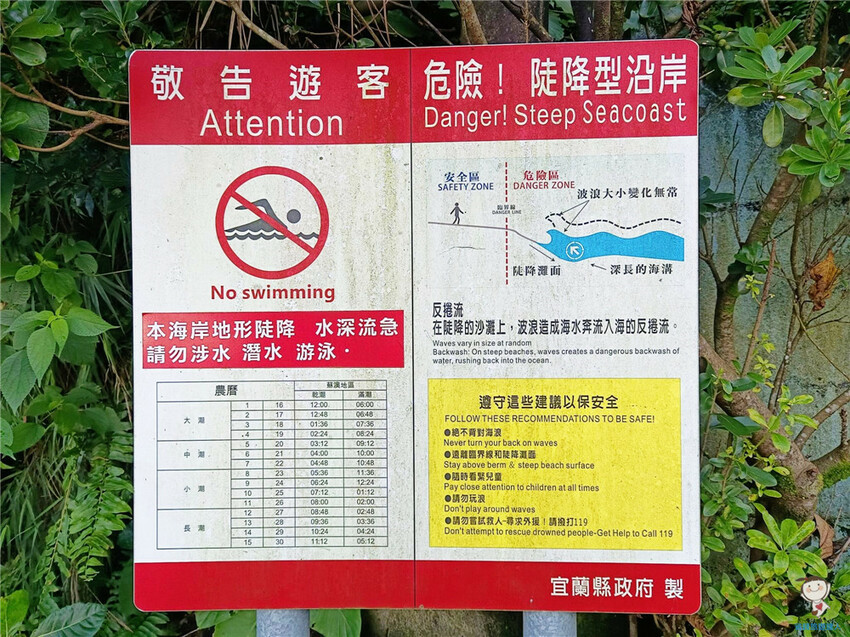 敬告遊客
Attention
No swimming
本海岸地形陡降 水深流急
請勿涉水 潛水 游泳。
農曆 蘇澳地區
乾潮 滿潮
大潮
1 16 12:00 06:00
2 17 12:48 06:48
3 18 01:36 07:36
4 19 02:24 08:24
中潮
5 20 03:12 09:12
6 21 04:00 10:00
7 22 04:48 10:48
小潮
8 23 05:36 11:36
9 24 06:24 12:24
10 25 07:12 01:12
11 26 08:00 02:00
長潮
12 27 08:48 02:48
13 28 09:36 03:36
14 29 10:24 04:24
15 30 11:12 05:12
危險！陡降型沿岸
Danger! Steep Seacoast
安全區
SAFETY ZONE
危險區
DANGER ZONE
臨界線
DANGER LINE
波浪大小變化無常
陡降灘面
深長的海溝
反捲流
在陡降的沙灘上，波浪造成海水奔流入海的反捲流。
Waves vary in size at random
Backwash: On steep beaches, waves creates a dangerous backwash of
water, rushing back into the ocean.
遵守這些建議以保安全
FOLLOW THESE RECOMMENDATIONS TO BE SAFE!
●絕不背對海浪
Never turn your back on waves
●遠離臨界線和陡降灘面
Stay above berm & steep beach surface
●隨時看緊兒童
Pay close attention to children at all times
●請勿玩浪
Don't play around waves
●請勿嘗試救人-尋求外援！請撥打119
Don't attempt to rescue drowned people-Get Help to Call 119
宜蘭縣政府 製